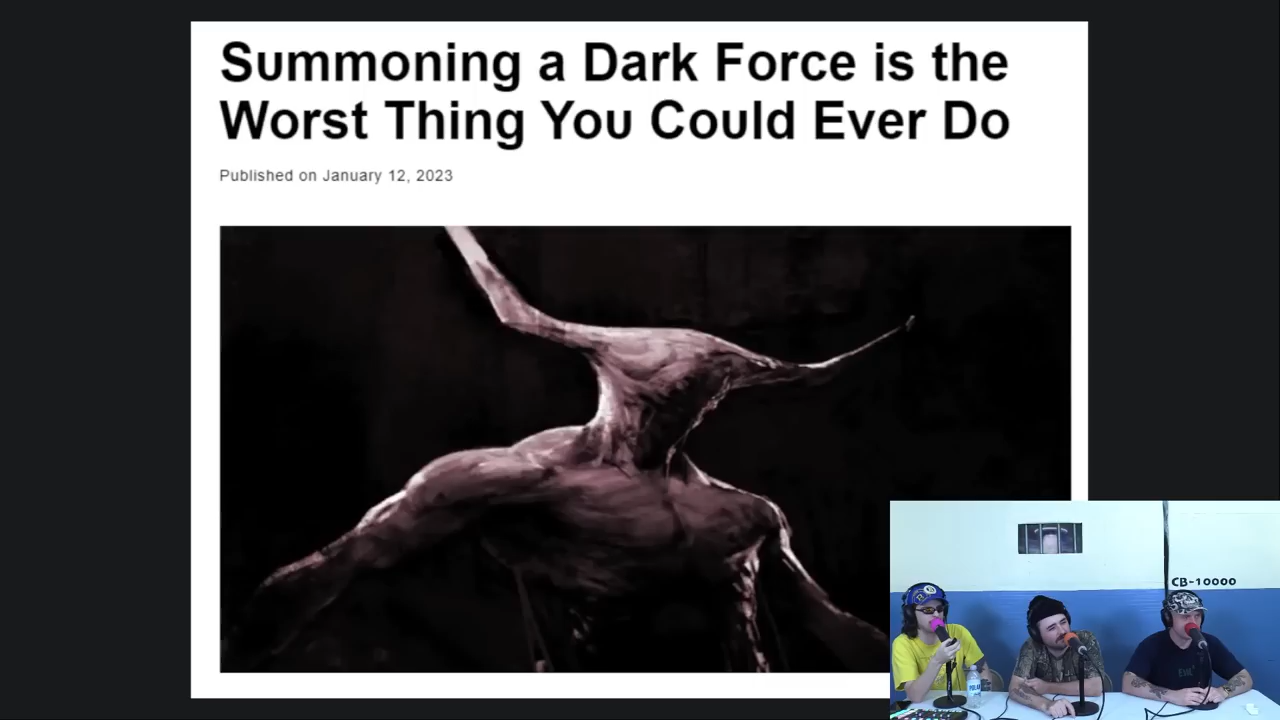 Summoning a Dark Force is the
Worst Thing You Could Ever Do
Published on January 12, 2023
CB-10000